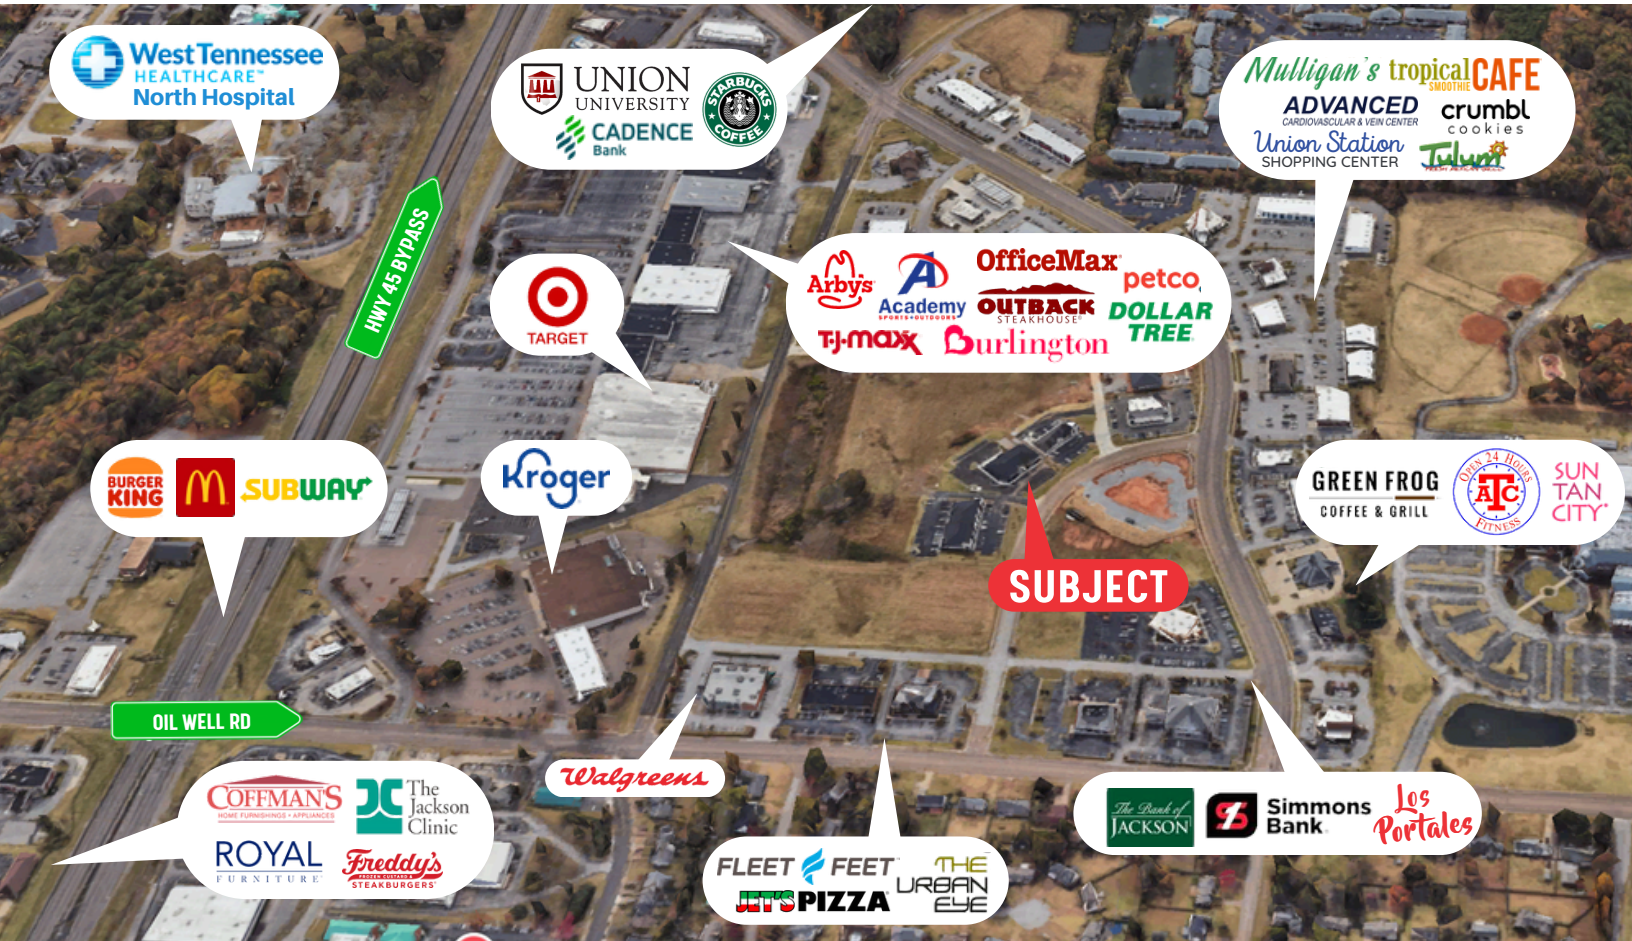 West Tennessee
HEALTHCARE™
North Hospital
UNION
UNIVERSITY
CADENCE
Bank
STARBUCKS
COFFEE
Mulligan's
tropical
SMOOTHIE
CAFE
ADVANCED
CARDIOVASCULAR & VEIN CENTER
crumbl
cookies
Union Station
SHOPPING CENTER
Tulum
HWY 45 BYPASS
TARGET
Arby's
Academy
SPORTS+OUTDOORS
OfficeMax
OUTBACK
STEAKHOUSE
petco
DOLLAR
TREE
T·J·maxx
Burlington
BURGER
KING
M
SUBWAY
Kroger
GREEN FROG
COFFEE & GRILL
OPEN 24 HOURS
ATC
FITNESS
SUN
TAN
CITY
SUBJECT
OIL WELL RD
Walgreens
COFFMAN'S
HOME FURNISHINGS • APPLIANCES
The
Jackson
Clinic
ROYAL
FURNITURE
Freddy's
FROZEN CUSTARD &
STEAKBURGERS
FLEET FEET
JET'S PIZZA
THE
URBAN
EYE
The Bank of
JACKSON
Simmons
Bank
Los
Portales